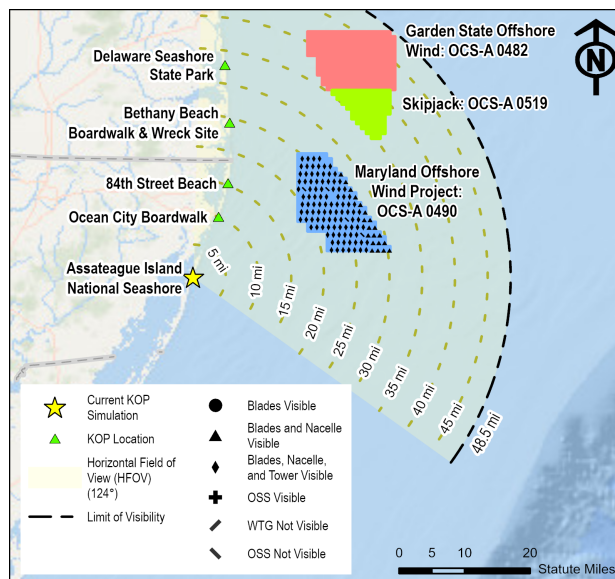 Garden State Offshore
Wind: OCS-A 0482
N
Delaware Seashore
State Park
Skipjack: OCS-A 0519
Bethany Beach
Boardwalk & Wreck Site
Maryland Offshore
Wind Project:
OCS-A 0490
84th Street Beach
Ocean City Boardwalk
Assateague Island
National Seashore
5 mi
10 mi
15 mi
20 mi
25 mi
30 mi
35 mi
40 mi
45 mi
48.5 mi
Current KOP
Simulation
KOP Location
Horizontal Field of
View (HFOV)
(124°)
Limit of Visibility
Blades Visible
Blades and Nacelle
Visible
Blades, Nacelle,
and Tower Visible
OSS Visible
WTG Not Visible
OSS Not Visible
0 5 10 20
Statute Miles